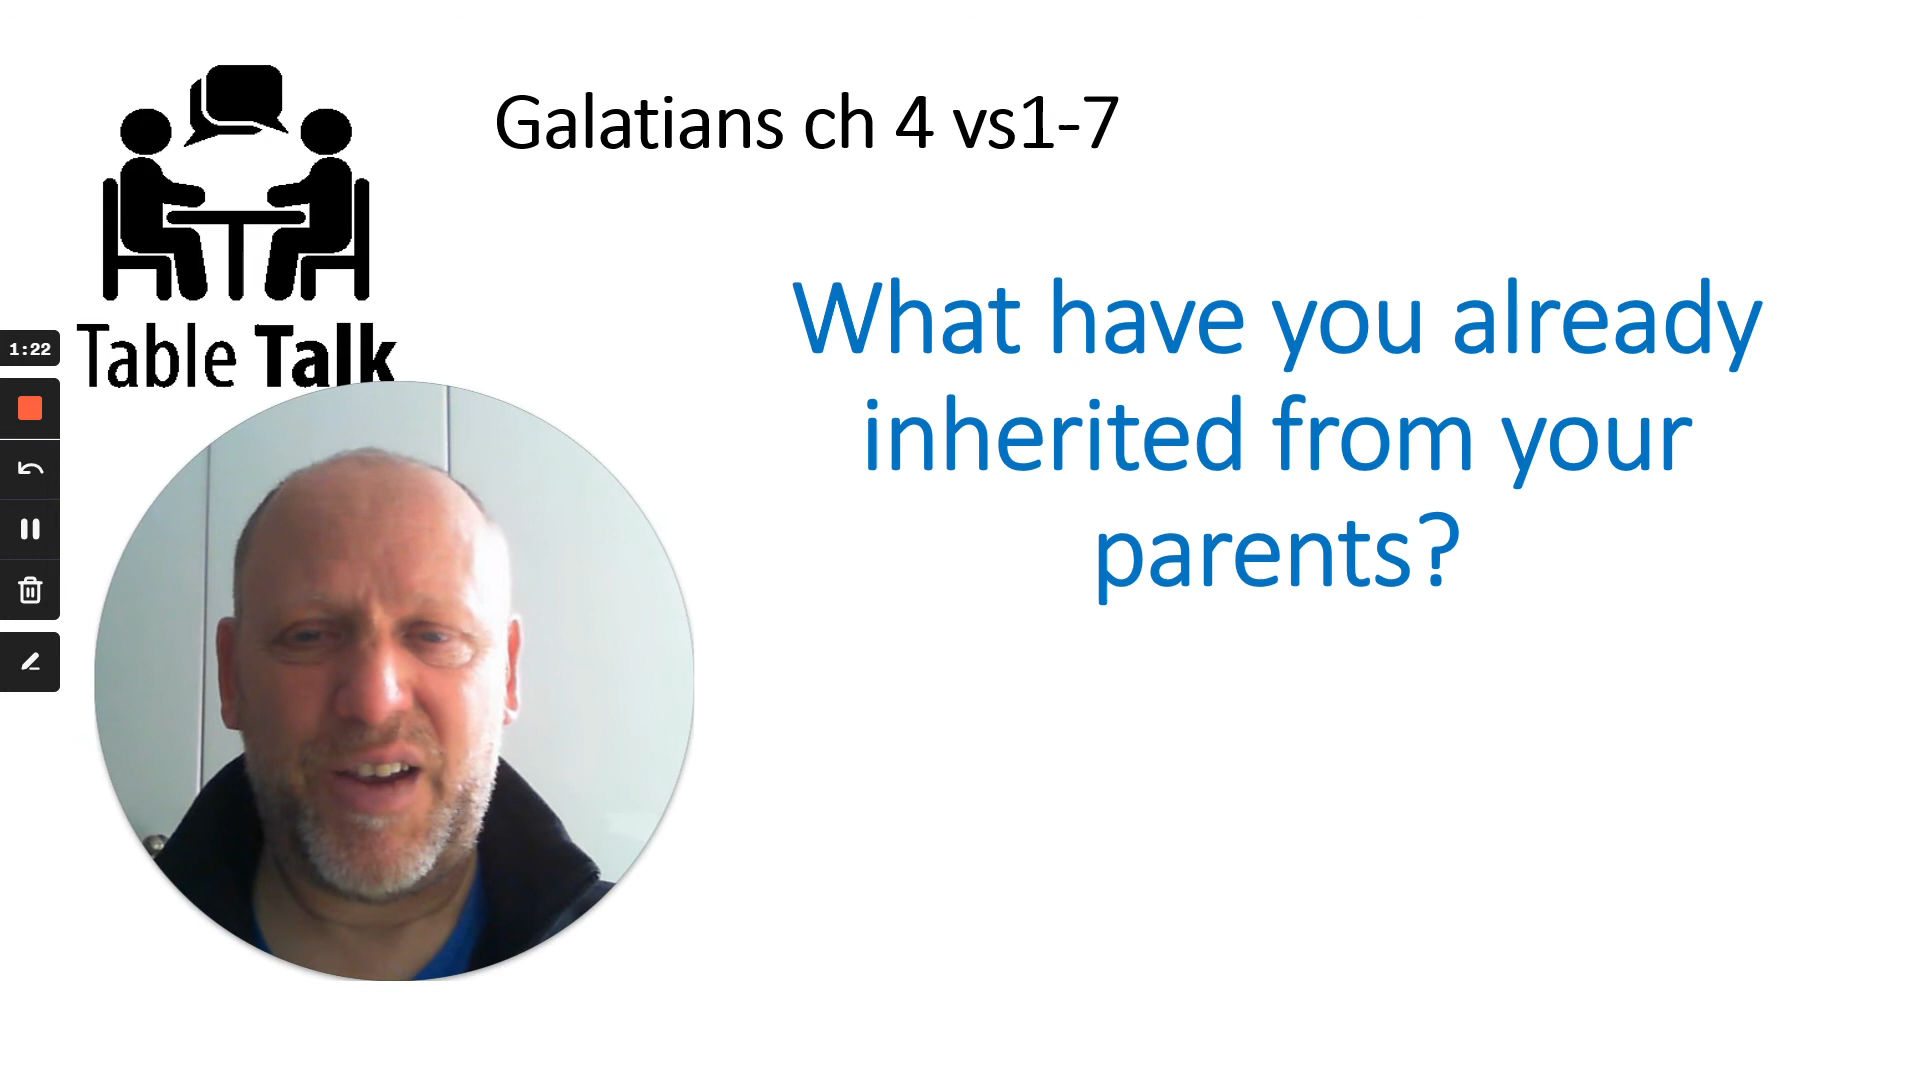 Galatians ch 4 vs1-7
What have you already
inherited from your
parents?
Table Talk
1:22